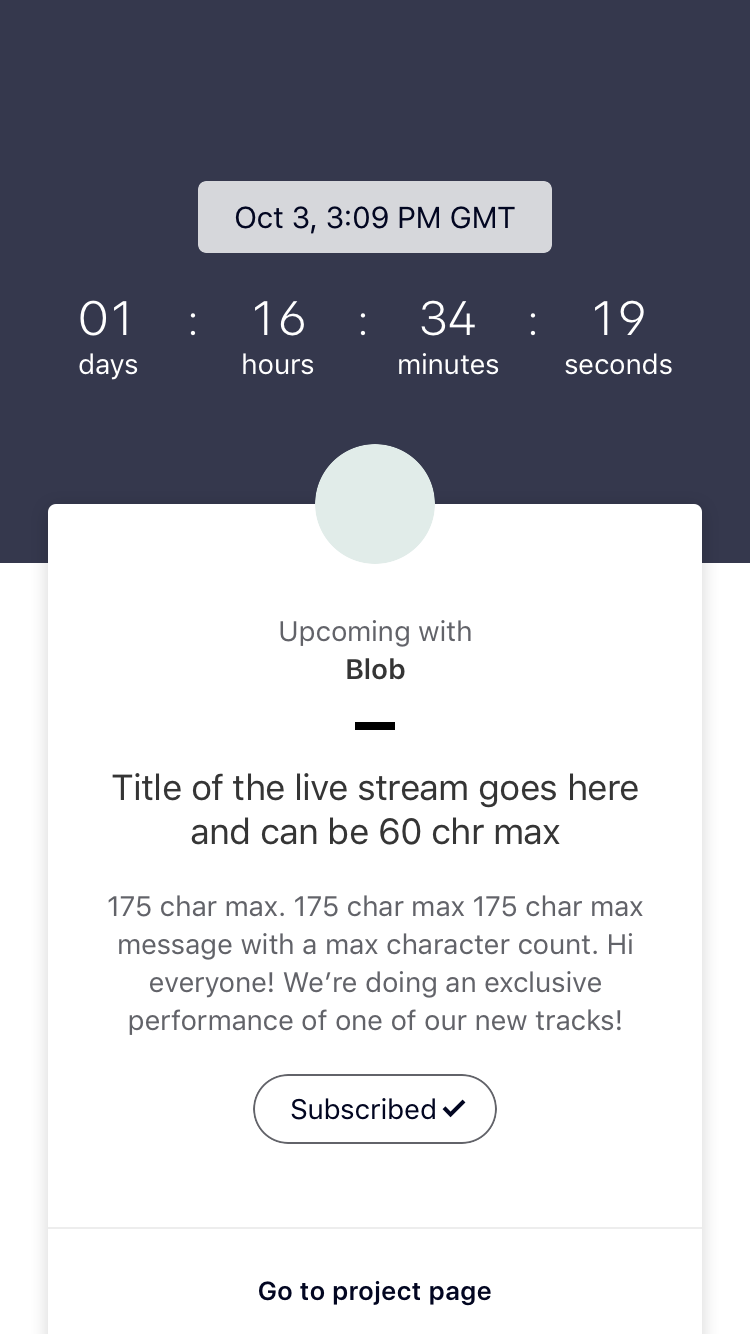 Oct 3, 3:09 PM GMT
01 : 16 : 34 : 19
days hours minutes seconds
Upcoming with
Blob
Title of the live stream goes here
and can be 60 chr max
175 char max. 175 char max 175 char max
message with a max character count. Hi
everyone! We’re doing an exclusive
performance of one of our new tracks!
Subscribed
Go to project page